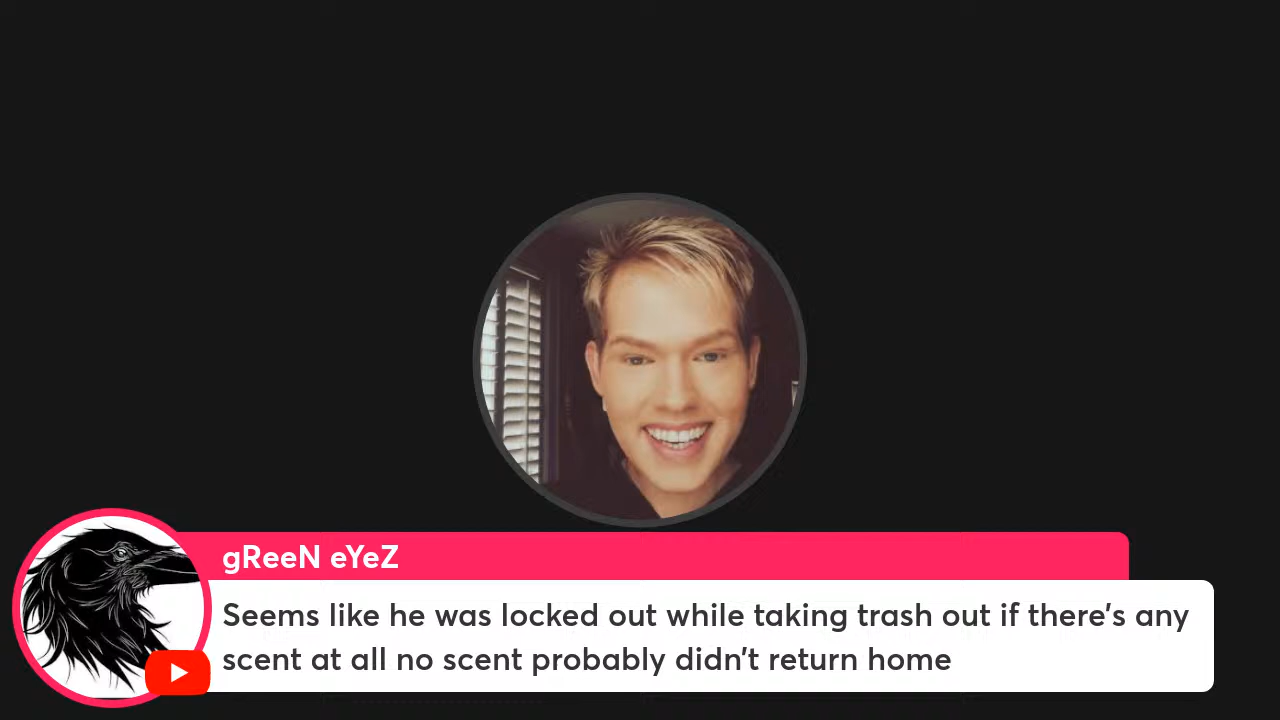 gReeN eYeZ
Seems like he was locked out while taking trash out if there's any
scent at all no scent probably didn't return home